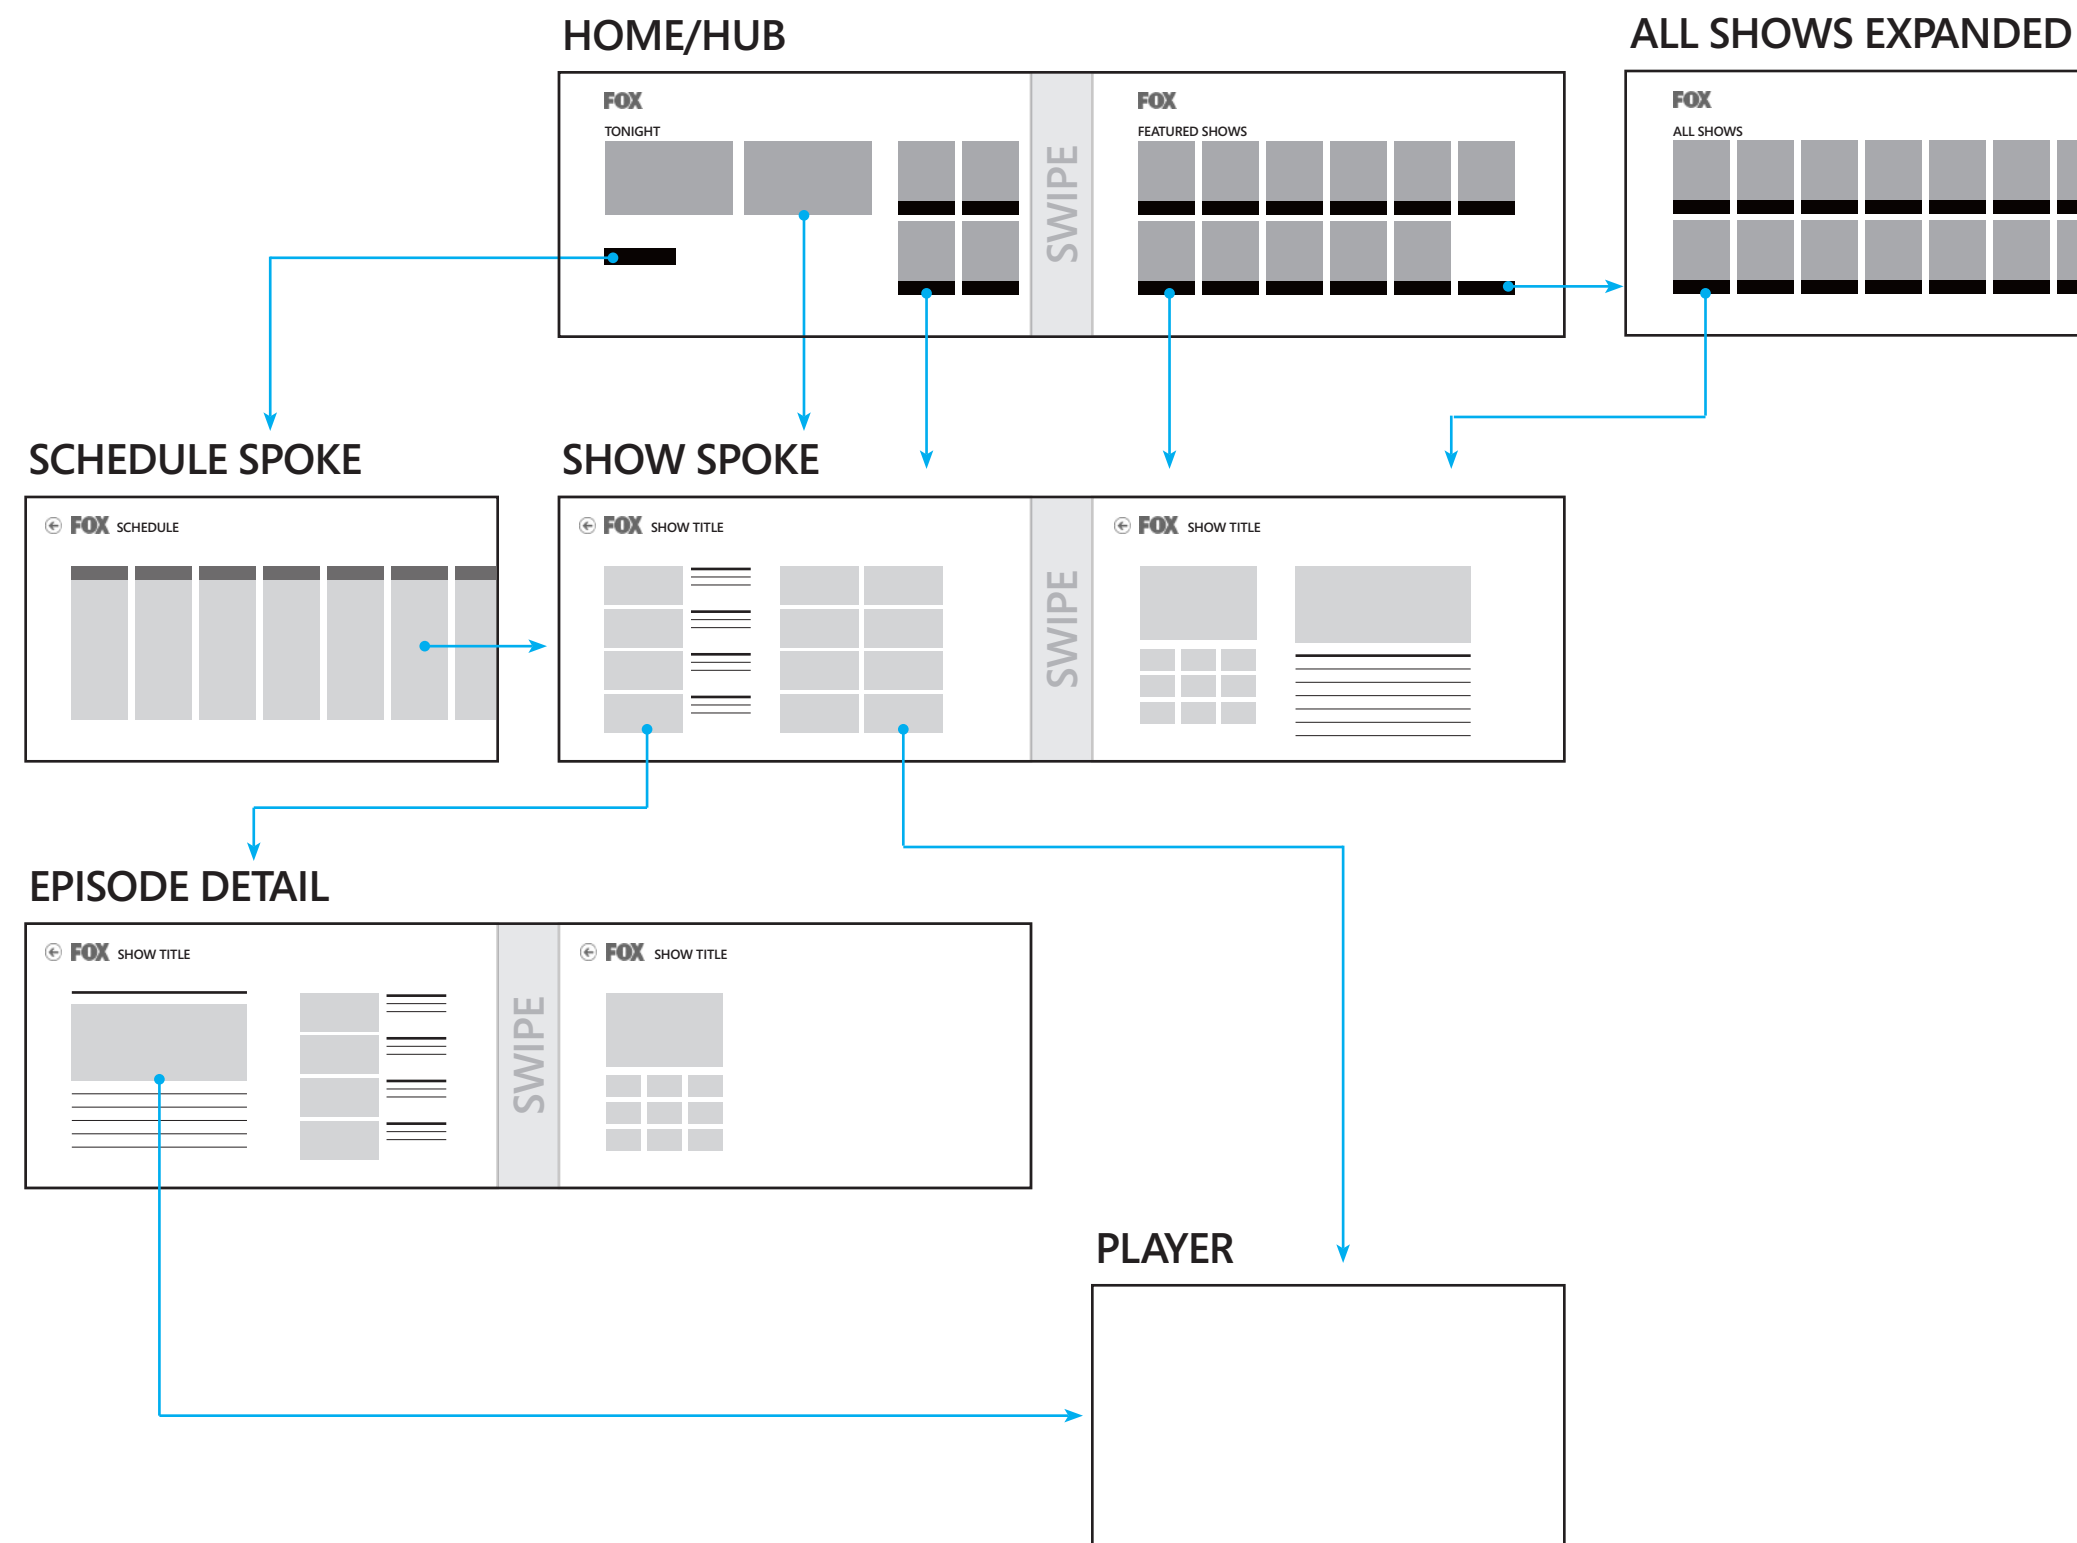 HOME/HUB
ALL SHOWS EXPANDED
FOX
TONIGHT
SWIPE
FOX
FEATURED SHOWS
FOX
ALL SHOWS
SCHEDULE SPOKE
SHOW SPOKE
FOX SCHEDULE
FOX SHOW TITLE
SWIPE
FOX SHOW TITLE
EPISODE DETAIL
FOX SHOW TITLE
SWIPE
FOX SHOW TITLE
PLAYER